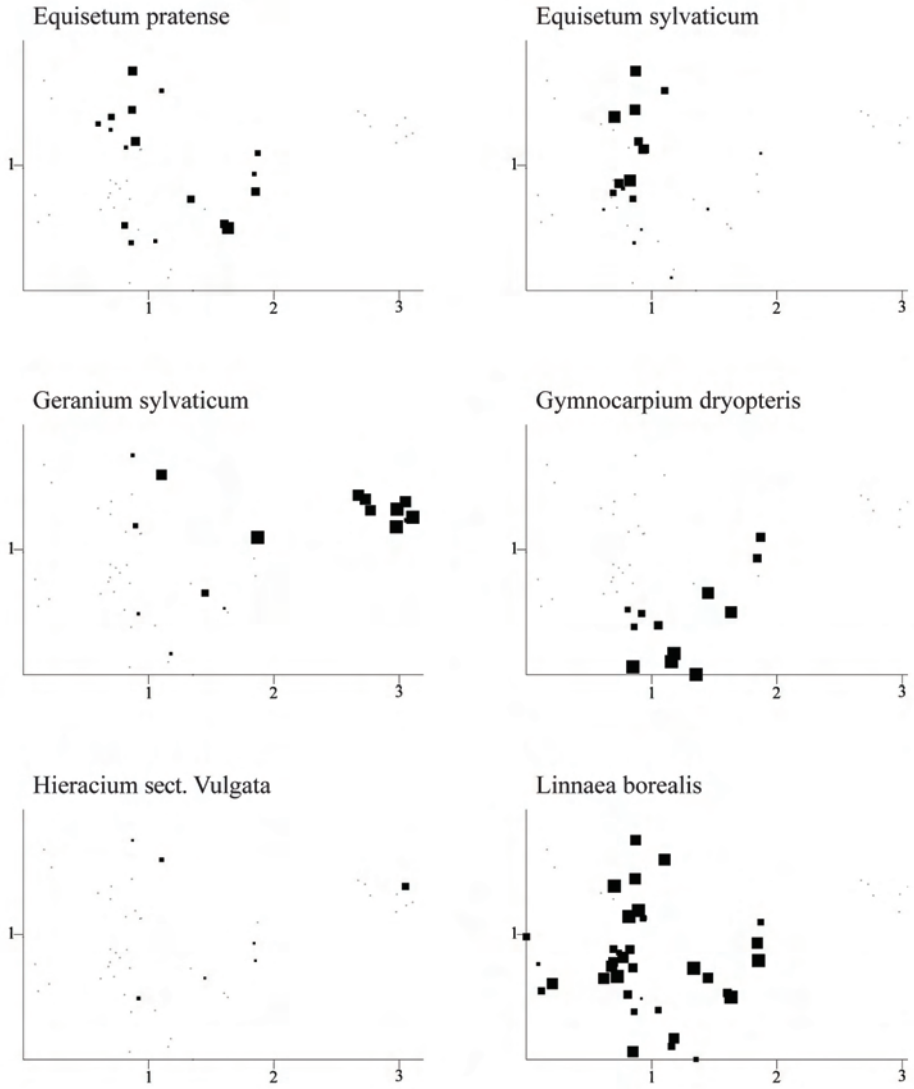 Equisetum pratense
Equisetum sylvaticum
1
1 2 3
1
1 2 3
Geranium sylvaticum
Gymnocarpium dryopteris
1
1 2 3
1
1 2 3
Hieracium sect. Vulgata
Linnaea borealis
1
1 2 3
1
1 2 3